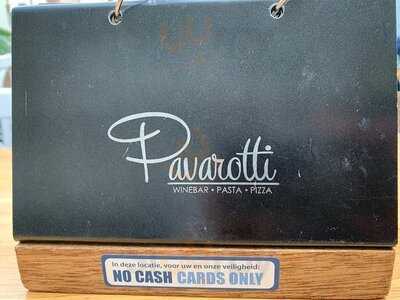 Pavarotti
WINEBAR • PASTA • PIZZA
In deze locatie, voor uw en onze veiligheid:
NO CASH CARDS ONLY